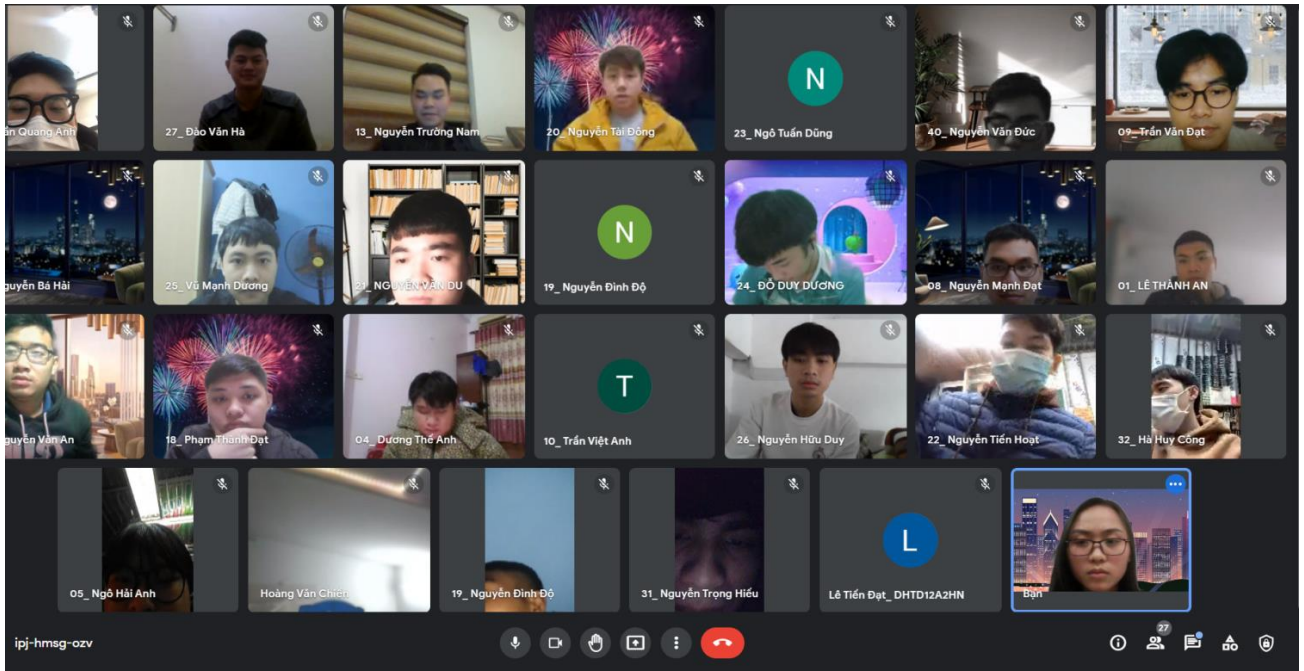 ần Quang Anh
27_ Đào Văn Hà
13_ Nguyễn Trường Nam
20_ Nguyễn Tài Đông
N
23_ Ngô Tuấn Dũng
40_ Nguyễn Văn Đức
09_ Trần Văn Đạt
guyễn Bá Hải
25_ Vũ Mạnh Dương
21_ NGUYỄN VĂN DU
N
19_ Nguyễn Đình Độ
24_ ĐỖ DUY DƯƠNG
08_ Nguyễn Mạnh Đạt
01_ LÊ THÀNH AN
guyễn Văn An
18_ Phạm Thành Đạt
04_ Dương Thế Anh
T
10_ Trần Việt Anh
26_ Nguyễn Hữu Duy
22_ Nguyễn Tiến Hoạt
32_ Hà Huy Công
05_ Ngô Hải Anh
Hoàng Văn Chiến
19_ Nguyễn Đình Độ
31_ Nguyễn Trọng Hiếu
L
Lê Tiến Đạt_ DHTD12A2HN
Bạn
ipj-hmsg-ozv
27